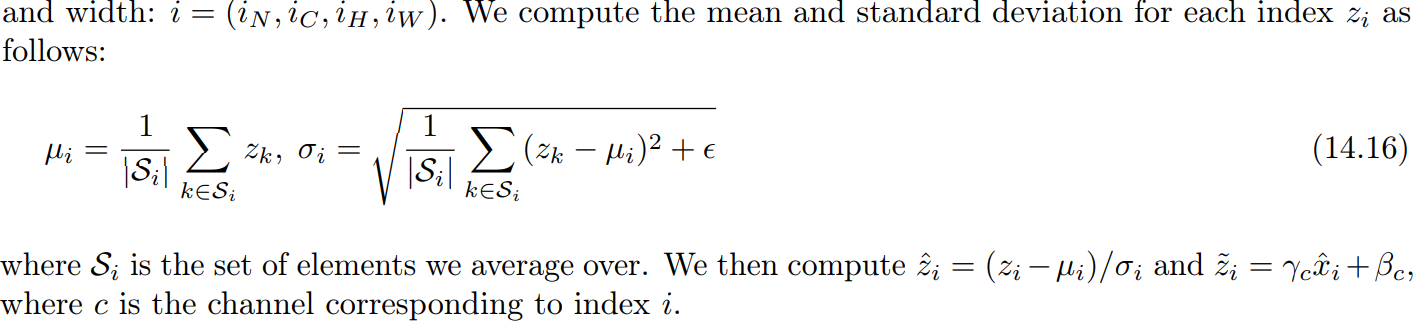 and width: $i = (i_N, i_C, i_H, i_W)$. We compute the mean and standard deviation for each index $z_i$ as
follows:
$\mu_i = \frac{1}{|\mathcal{S}_i|} \sum_{k \in \mathcal{S}_i} z_k, \ \sigma_i = \sqrt{\frac{1}{|\mathcal{S}_i|} \sum_{k \in \mathcal{S}_i} (z_k - \mu_i)^2 + \epsilon}$ (14.16)
where $\mathcal{S}_i$ is the set of elements we average over. We then compute $\hat{z}_i = (z_i - \mu_i)/\sigma_i$ and $\tilde{z}_i = \gamma_c \hat{x}_i + \beta_c$,
where $c$ is the channel corresponding to index $i$.